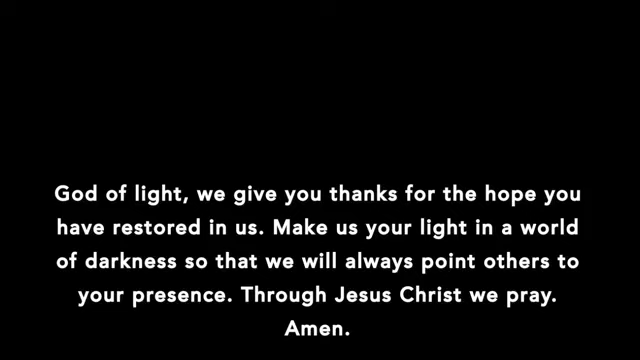 God of light, we give you thanks for the hope you
have restored in us. Make us your light in a world
of darkness so that we will always point others to
your presence. Through Jesus Christ we pray.
Amen.